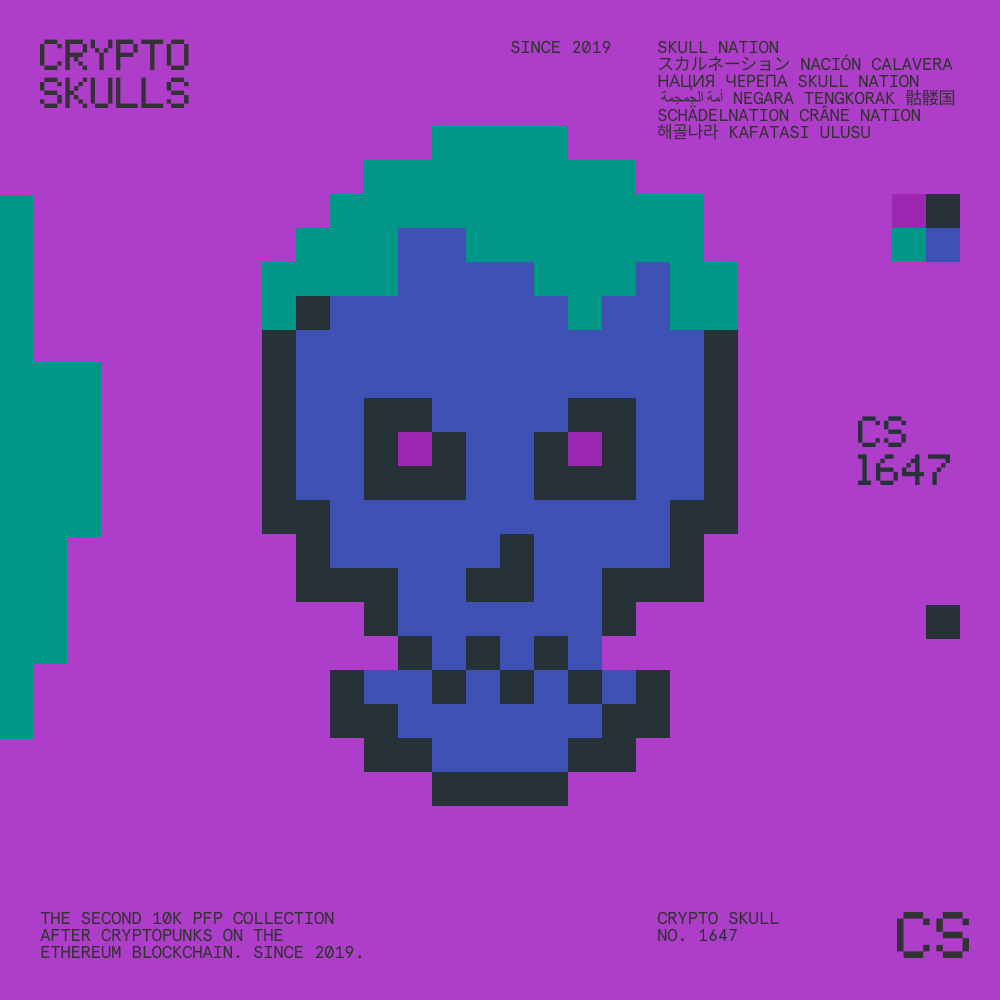 CRYPTO
SKULLS
SINCE 2019
SKULL NATION
スカルネーション NACIÓN CALAVERA
НАЦИЯ ЧЕРЕПА SKULL NATION
أمة الجمجمة NEGARA TENGKORAK 骷髅国
SCHÄDELNATION CRÂNE NATION
해골나라 KAFATASI ULUSU
CS
1647
THE SECOND 10K PFP COLLECTION
AFTER CRYPTOPUNKS ON THE
ETHEREUM BLOCKCHAIN. SINCE 2019.
CRYPTO SKULL
NO. 1647
CS